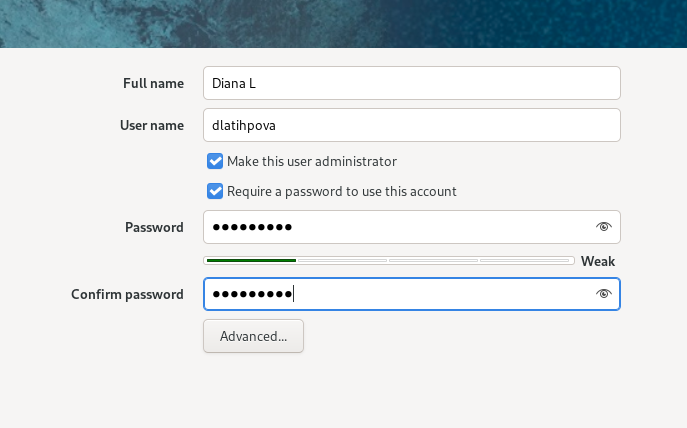 Full name Diana L
User name dlatihpova
Make this user administrator
Require a password to use this account
Password ●●●●●●●●●
Weak
Confirm password ●●●●●●●●●
Advanced...